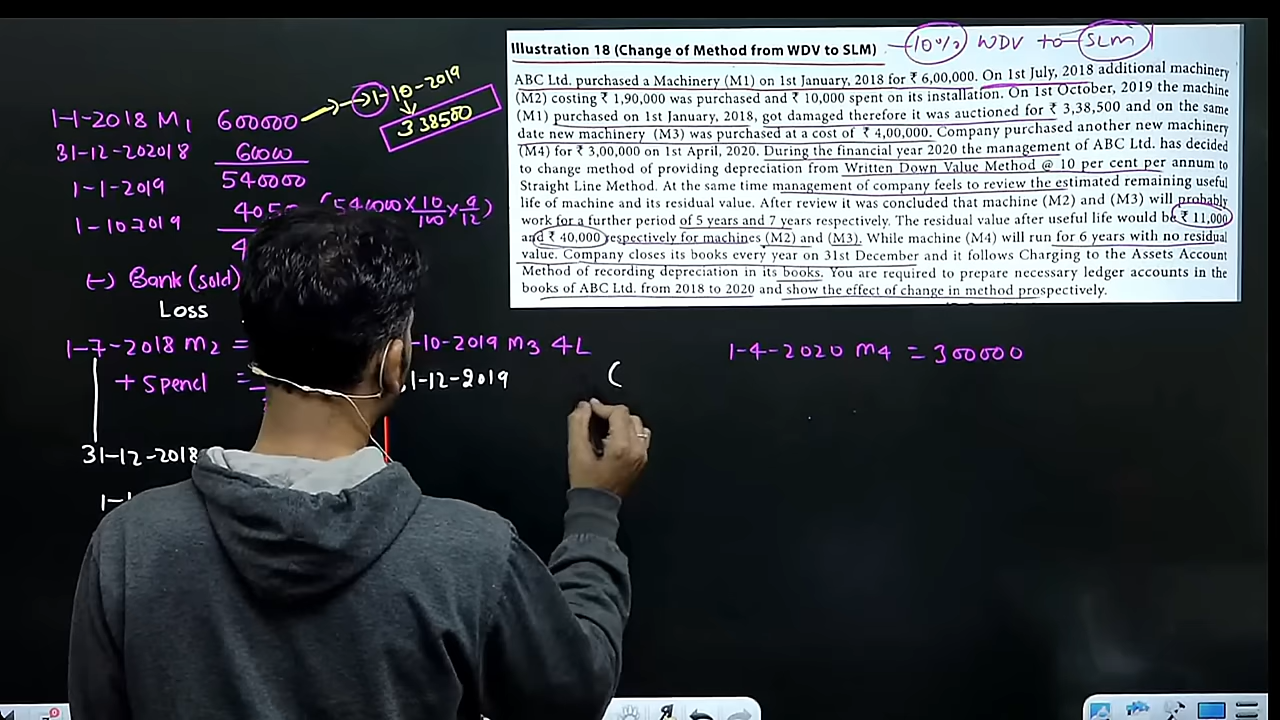 Illustration 18 (Change of Method from WDV to SLM) 10% WDV to SLM
ABC Ltd. purchased a Machinery (M1) on 1st January, 2018 for ₹ 6,00,000. On 1st July, 2018 additional machinery
(M2) costing ₹ 1,90,000 was purchased and ₹ 10,000 spent on its installation. On 1st October, 2019 the machine
(M1) purchased on 1st January, 2018, got damaged therefore it was auctioned for ₹ 3,38,500 and on the same
date new machinery (M3) was purchased at a cost of ₹ 4,00,000. Company purchased another new machinery
(M4) for ₹ 3,00,000 on 1st April, 2020. During the financial year 2020 the management of ABC Ltd. has decided
to change method of providing depreciation from Written Down Value Method @ 10 per cent per annum to
Straight Line Method. At the same time management of company feels to review the estimated remaining useful
life of machine and its residual value. After review it was concluded that machine (M2) and (M3) will probably
work for a further period of 5 years and 7 years respectively. The residual value after useful life would be ₹ 11,000
and ₹ 40,000 respectively for machines (M2) and (M3). While machine (M4) will run for 6 years with no residual
value. Company closes its books every year on 31st December and it follows Charging to the Assets Account
Method of recording depreciation in its books. You are required to prepare necessary ledger accounts in the
books of ABC Ltd. from 2018 to 2020 and show the effect of change in method prospectively.
1-1-2018 M1 600000 → 1-10-2019
338500
31-12-202018 60000
1-1-2019 540000
1-10-2019 405 (540000 × 10/100 × 9/12)
4
(-) Bank (sold)
Loss
1-7-2018 M2 = -10-2019 M3 4L 1-4-2020 M4 = 300000
+ Spend = 1-12-2019 (
31-12-2018
1-1